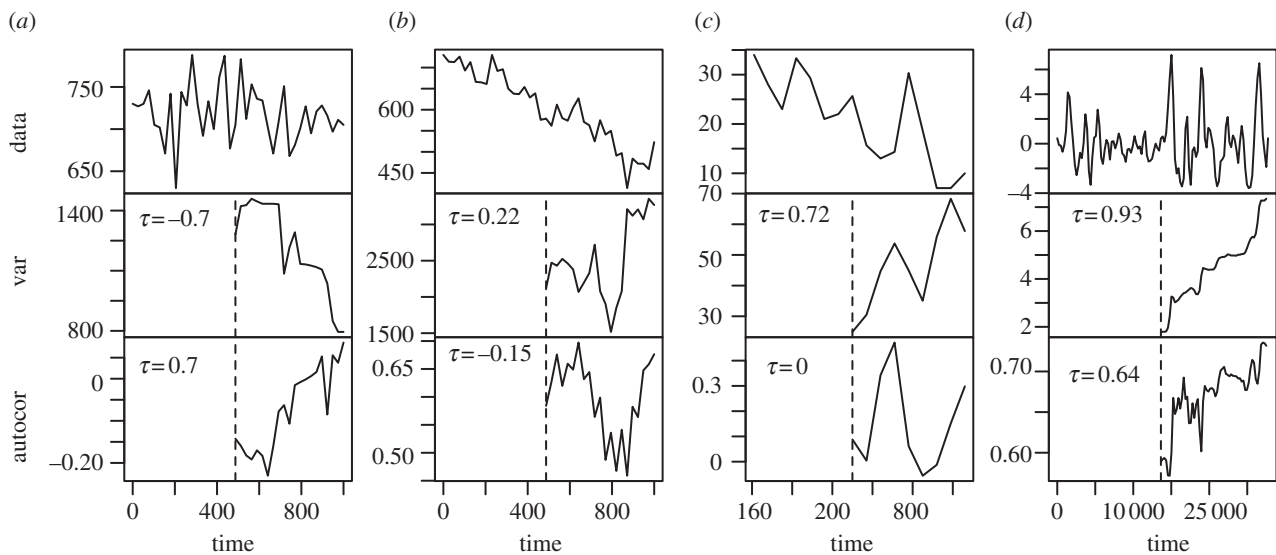 (a)
(b)
(c)
(d)
data
750
650
600
450
35
30
20
10
4
0
−4
var
τ=−0.7
1400
800
τ=0.22
2500
1500
τ=0.72
70
50
30
τ=0.93
6
4
2
autocor
τ=0.7
0
−0.20
τ=−0.15
0.65
0.50
τ=0
0.3
0
τ=0.64
0.70
0.60
0 400 800
0 400 800
160 200 800
0 10 000 25 000
time
time
time
time